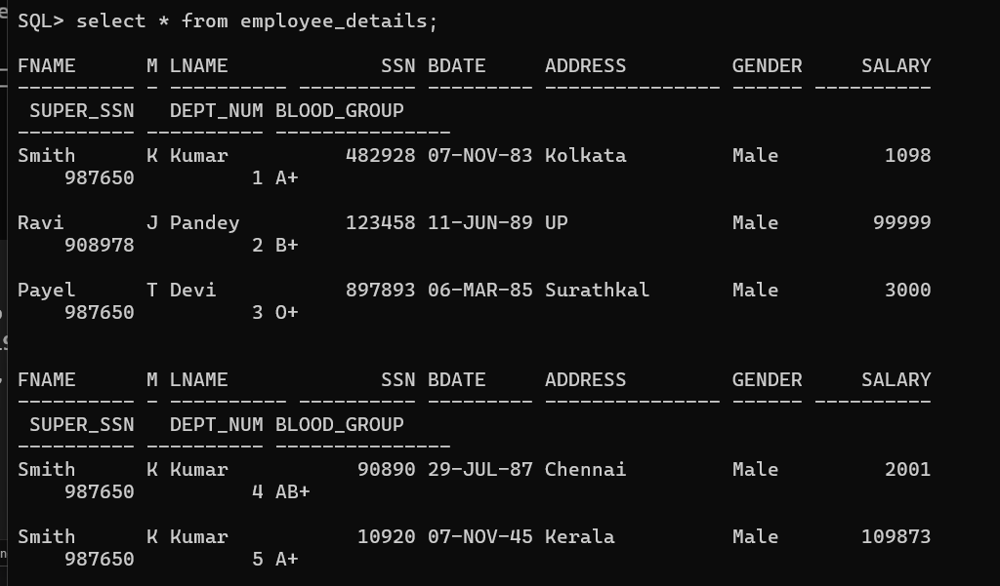 SQL> select * from employee_details;
FNAME      M LNAME             SSN BDATE     ADDRESS         GENDER     SALARY
---------- - ---------- ---------- --------- --------------- ------ ----------
 SUPER_SSN   DEPT_NUM BLOOD_GROUP
---------- ---------- ---------------
Smith      K Kumar          482928 07-NOV-83 Kolkata         Male         1098
    987650          1 A+
Ravi       J Pandey         123458 11-JUN-89 UP              Male        99999
    908978          2 B+
Payel      T Devi           897893 06-MAR-85 Surathkal       Male         3000
    987650          3 O+
FNAME      M LNAME             SSN BDATE     ADDRESS         GENDER     SALARY
---------- - ---------- ---------- --------- --------------- ------ ----------
 SUPER_SSN   DEPT_NUM BLOOD_GROUP
---------- ---------- ---------------
Smith      K Kumar           90890 29-JUL-87 Chennai         Male         2001
    987650          4 AB+
Smith      K Kumar           10920 07-NOV-45 Kerala          Male       109873
    987650          5 A+